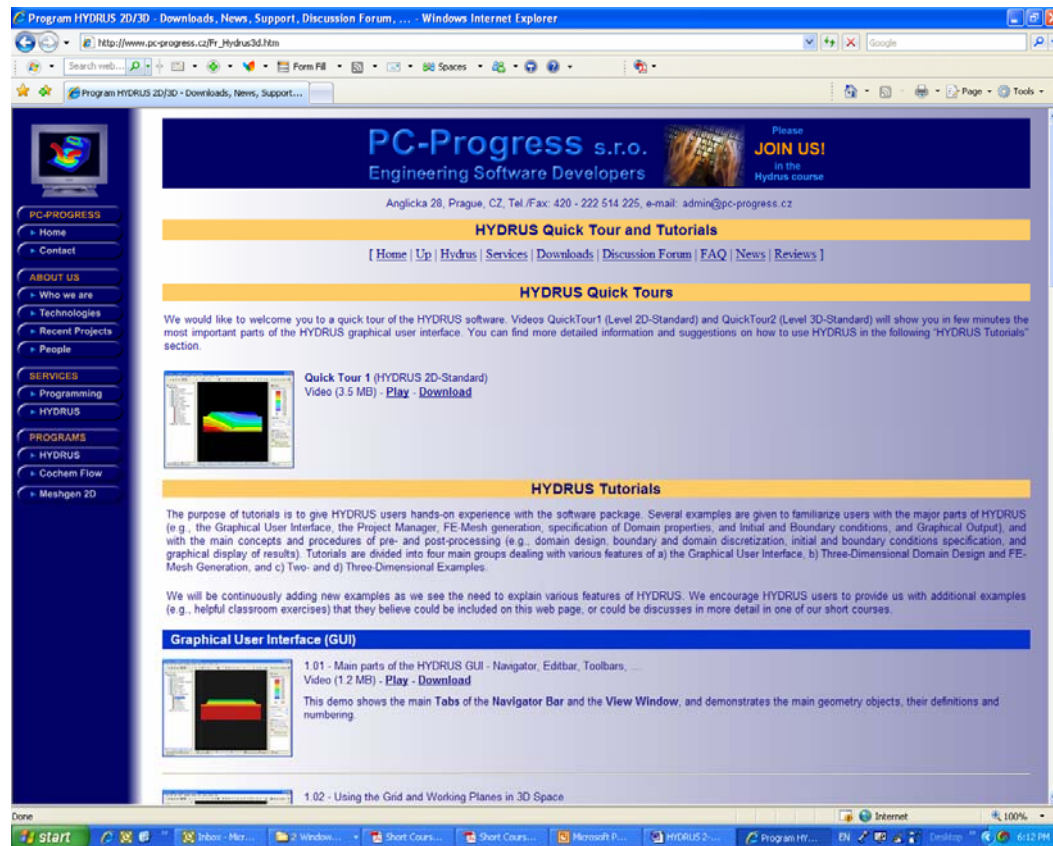 Program HYDRUS 2D/3D - Downloads, News, Support, Discussion Forum, .... - Windows Internet Explorer
http://www.pc-progress.cz/Fr_Hydrus3d.htm
Google
Search web...
Form Fill
Spaces
Program HYDRUS 2D/3D - Downloads, News, Support...
Page
Tools
PC-Progress s.r.o.
Engineering Software Developers
Please
JOIN US!
in the
Hydrus course
Anglicka 28, Prague, CZ, Tel./Fax: 420 - 222 514 225, e-mail: admin@pc-progress.cz
PC-PROGRESS
Home
Contact
ABOUT US
Who we are
Technologies
Recent Projects
People
SERVICES
Programming
HYDRUS
PROGRAMS
HYDRUS
Cochem Flow
Meshgen 2D
HYDRUS Quick Tour and Tutorials
[ Home | Up | Hydrus | Services | Downloads | Discussion Forum | FAQ | News | Reviews ]
HYDRUS Quick Tours
We would like to welcome you to a quick tour of the HYDRUS software. Videos QuickTour1 (Level 2D-Standard) and QuickTour2 (Level 3D-Standard) will show you in few minutes the
most important parts of the HYDRUS graphical user interface. You can find more detailed information and suggestions on how to use HYDRUS in the following "HYDRUS Tutorials"
section.
Quick Tour 1 (HYDRUS 2D-Standard)
Video (3.5 MB) - Play - Download
HYDRUS Tutorials
The purpose of tutorials is to give HYDRUS users hands-on experience with the software package. Several examples are given to familiarize users with the major parts of HYDRUS
(e.g., the Graphical User Interface, the Project Manager, FE-Mesh generation, specification of Domain properties, and Initial and Boundary conditions, and Graphical Output), and
with the main concepts and procedures of pre- and post-processing (e.g., domain design, boundary and domain discretization, initial and boundary conditions specification, and
graphical display of results). Tutorials are divided into four main groups dealing with various features of a) the Graphical User Interface, b) Three-Dimensional Domain Design and FE-
Mesh Generation, and c) Two- and d) Three-Dimensional Examples.
We will be continuously adding new examples as we see the need to explain various features of HYDRUS. We encourage HYDRUS users to provide us with additional examples
(e.g., helpful classroom exercises) that they believe could be included on this web page, or could be discusses in more detail in one of our short courses.
Graphical User Interface (GUI)
1.01 - Main parts of the HYDRUS GUI - Navigator, Editbar, Toolbars, ...
Video (1.2 MB) - Play - Download
This demo shows the main Tabs of the Navigator Bar and the View Window, and demonstrates the main geometry objects, their definitions and
numbering.
1.02 - Using the Grid and Working Planes in 3D Space
Done
Internet
100%
start
Inbox - Micr...
2 Window...
Short Cours...
Short Cours...
Microsoft P...
HYDRUS 2-...
Program HY...
EN
Desktop
6:12 PM